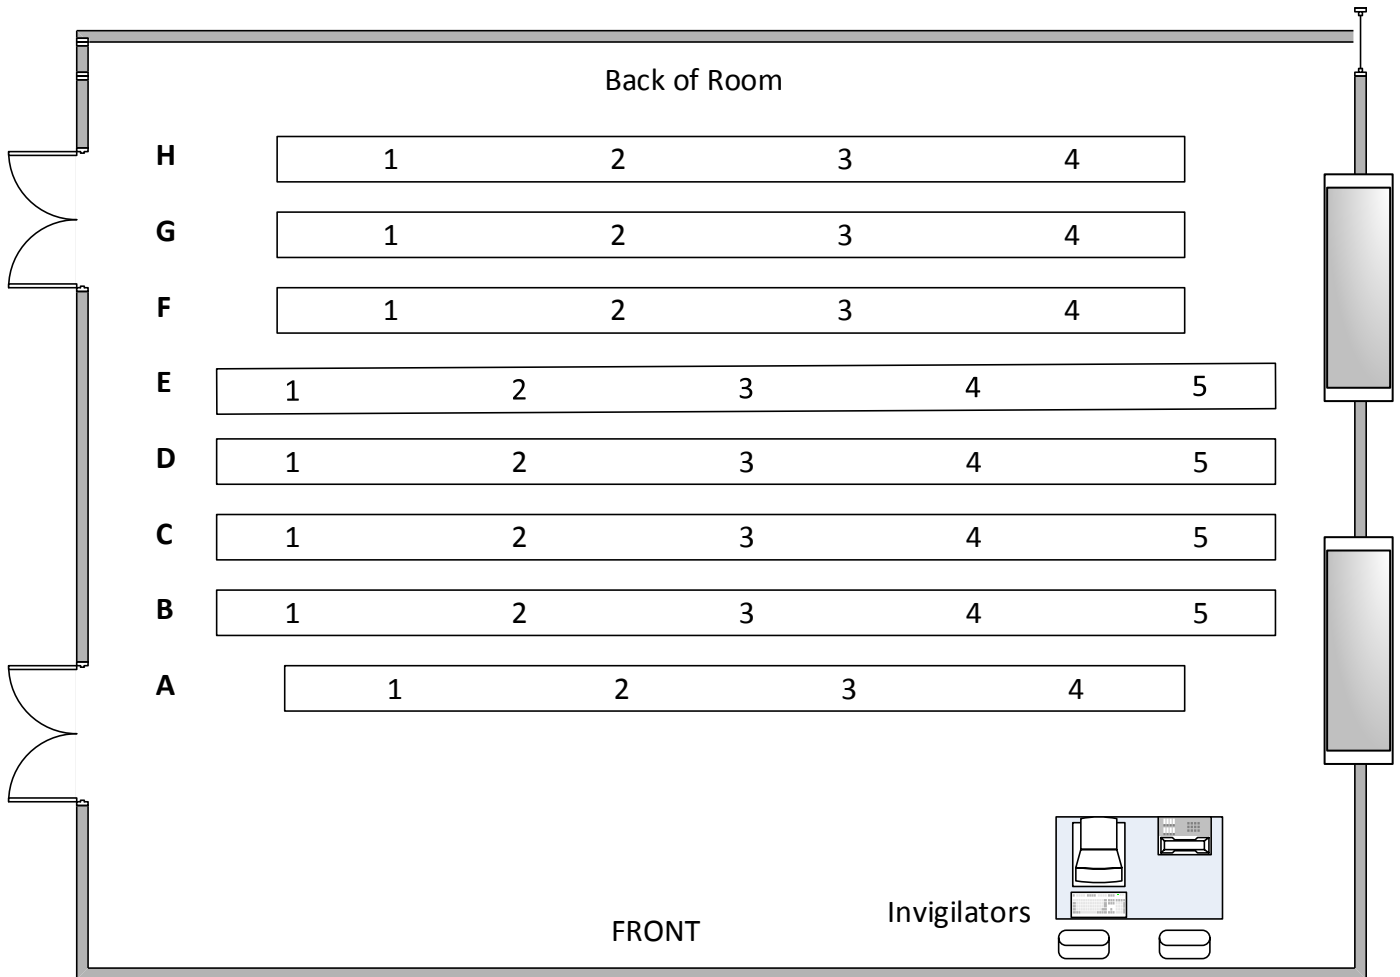 Back of Room
H 1 2 3 4
G 1 2 3 4
F 1 2 3 4
E 1 2 3 4 5
D 1 2 3 4 5
C 1 2 3 4 5
B 1 2 3 4 5
A 1 2 3 4
Invigilators
FRONT